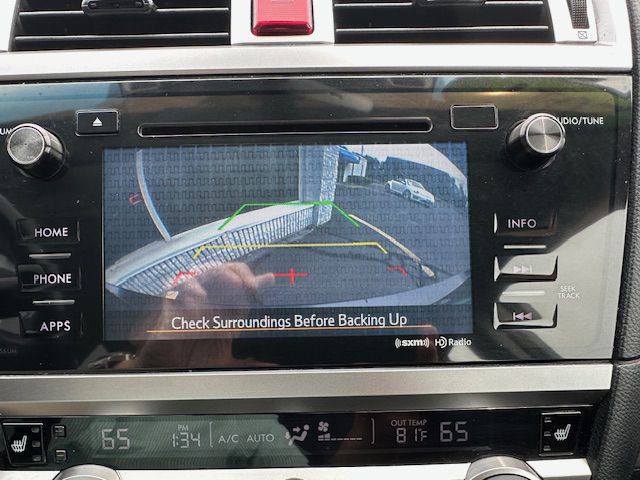 AUDIO/TUNE
HOME
INFO
PHONE
SEEK
TRACK
APPS
Check Surroundings Before Backing Up
((sxm)) HD Radio
65 PM 1:34 A/C AUTO OUT TEMP 81°F 65